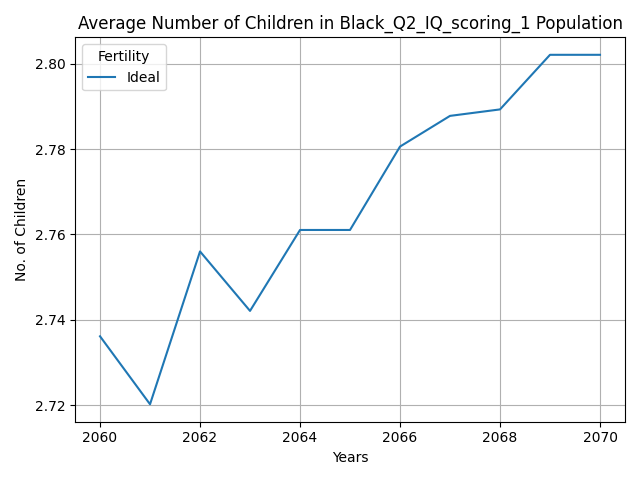 Average Number of Children in Black_Q2_IQ_scoring_1 Population
Fertility
Ideal
No. of Children
2.80
2.78
2.76
2.74
2.72
2060 2062 2064 2066 2068 2070
Years